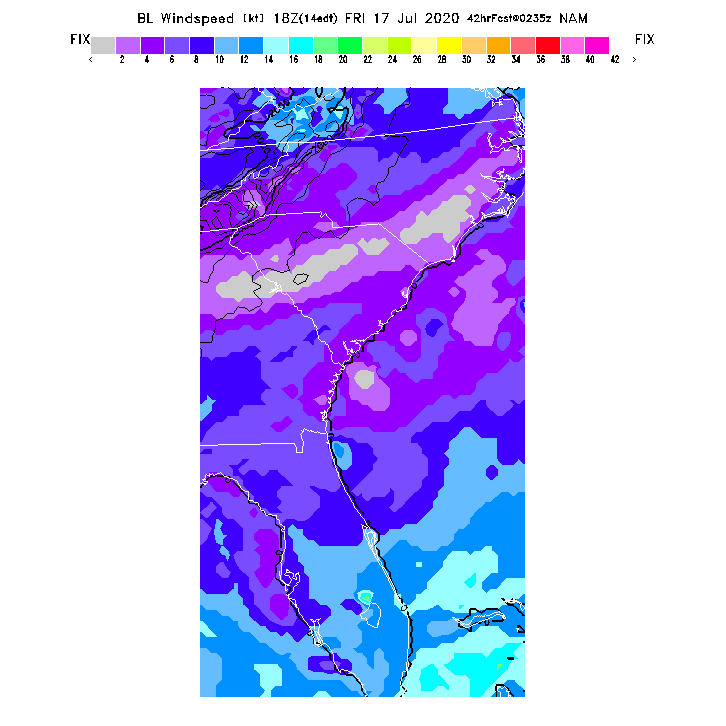 BL Windspeed [kt] 18Z(14edt) FRI 17 Jul 2020 42hrFcst@0235z NAM
FIX FIX
< 2 4 6 8 10 12 14 16 18 20 22 24 26 28 30 32 34 36 38 40 42 >